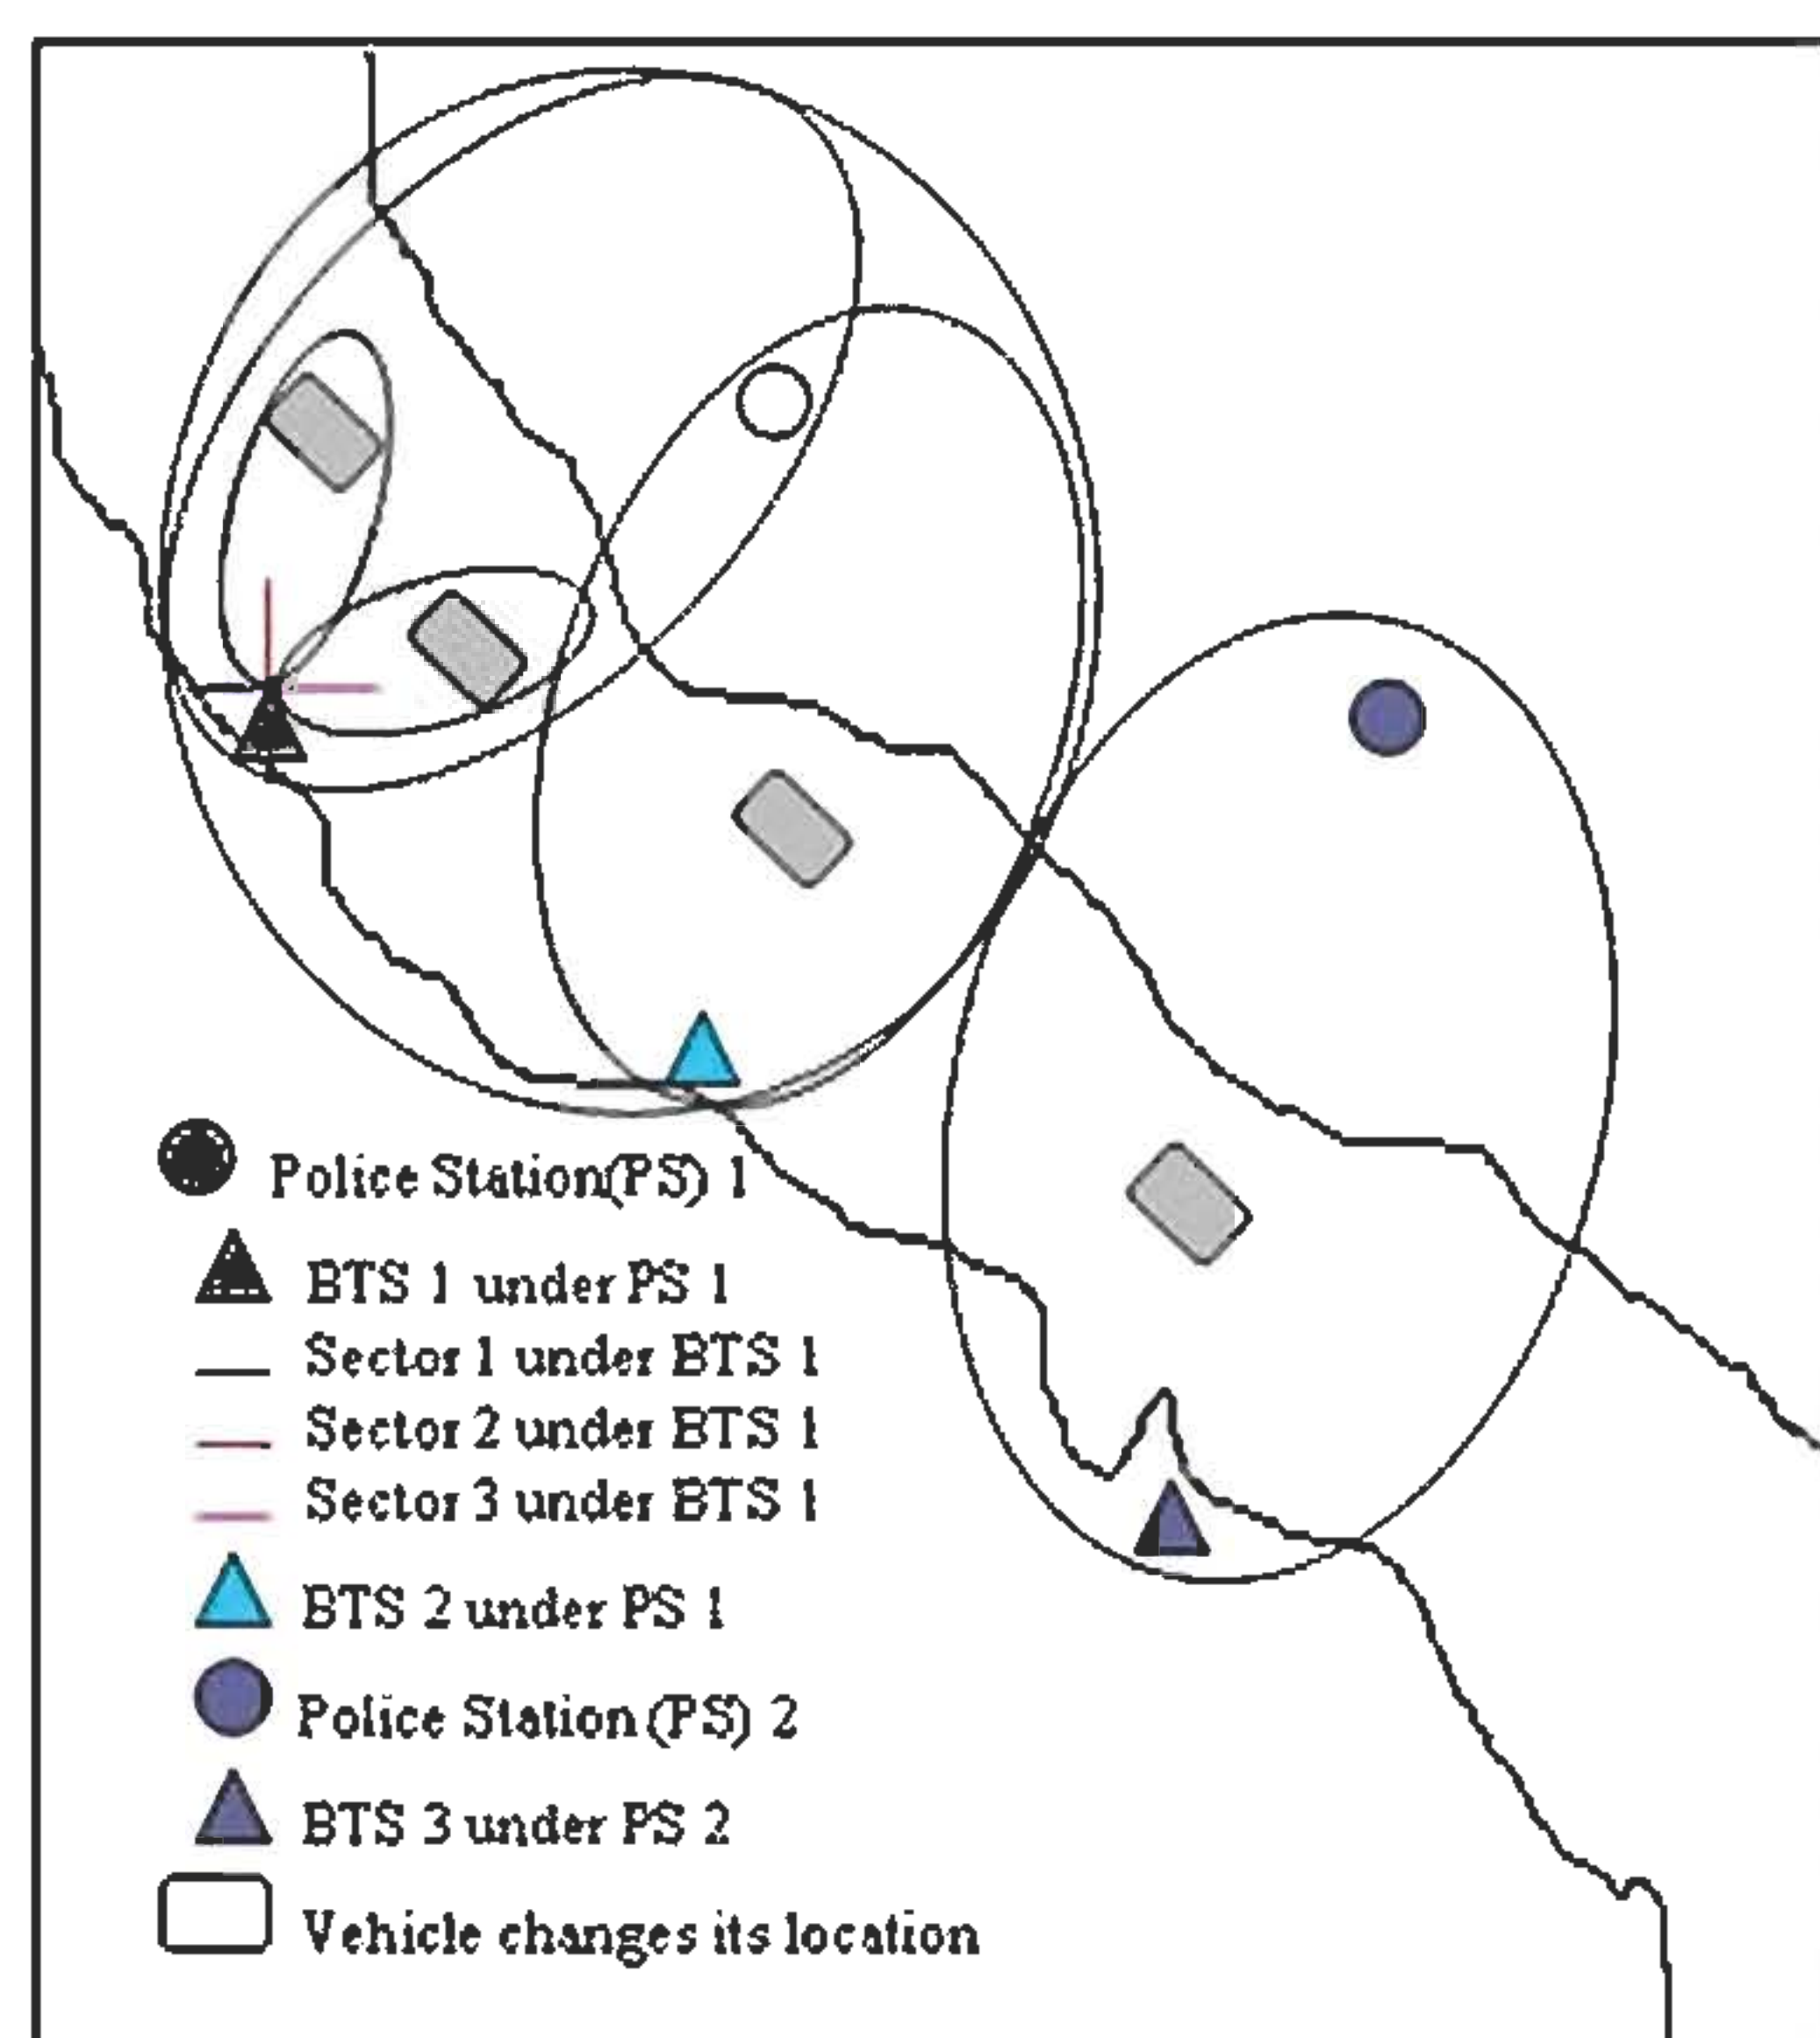 Police Station(PS) 1
BTS 1 under PS 1
Sector 1 under BTS 1
Sector 2 under BTS 1
Sector 3 under BTS 1
BTS 2 under PS 1
Police Station (PS) 2
BTS 3 under PS 2
Vehicle changes its location